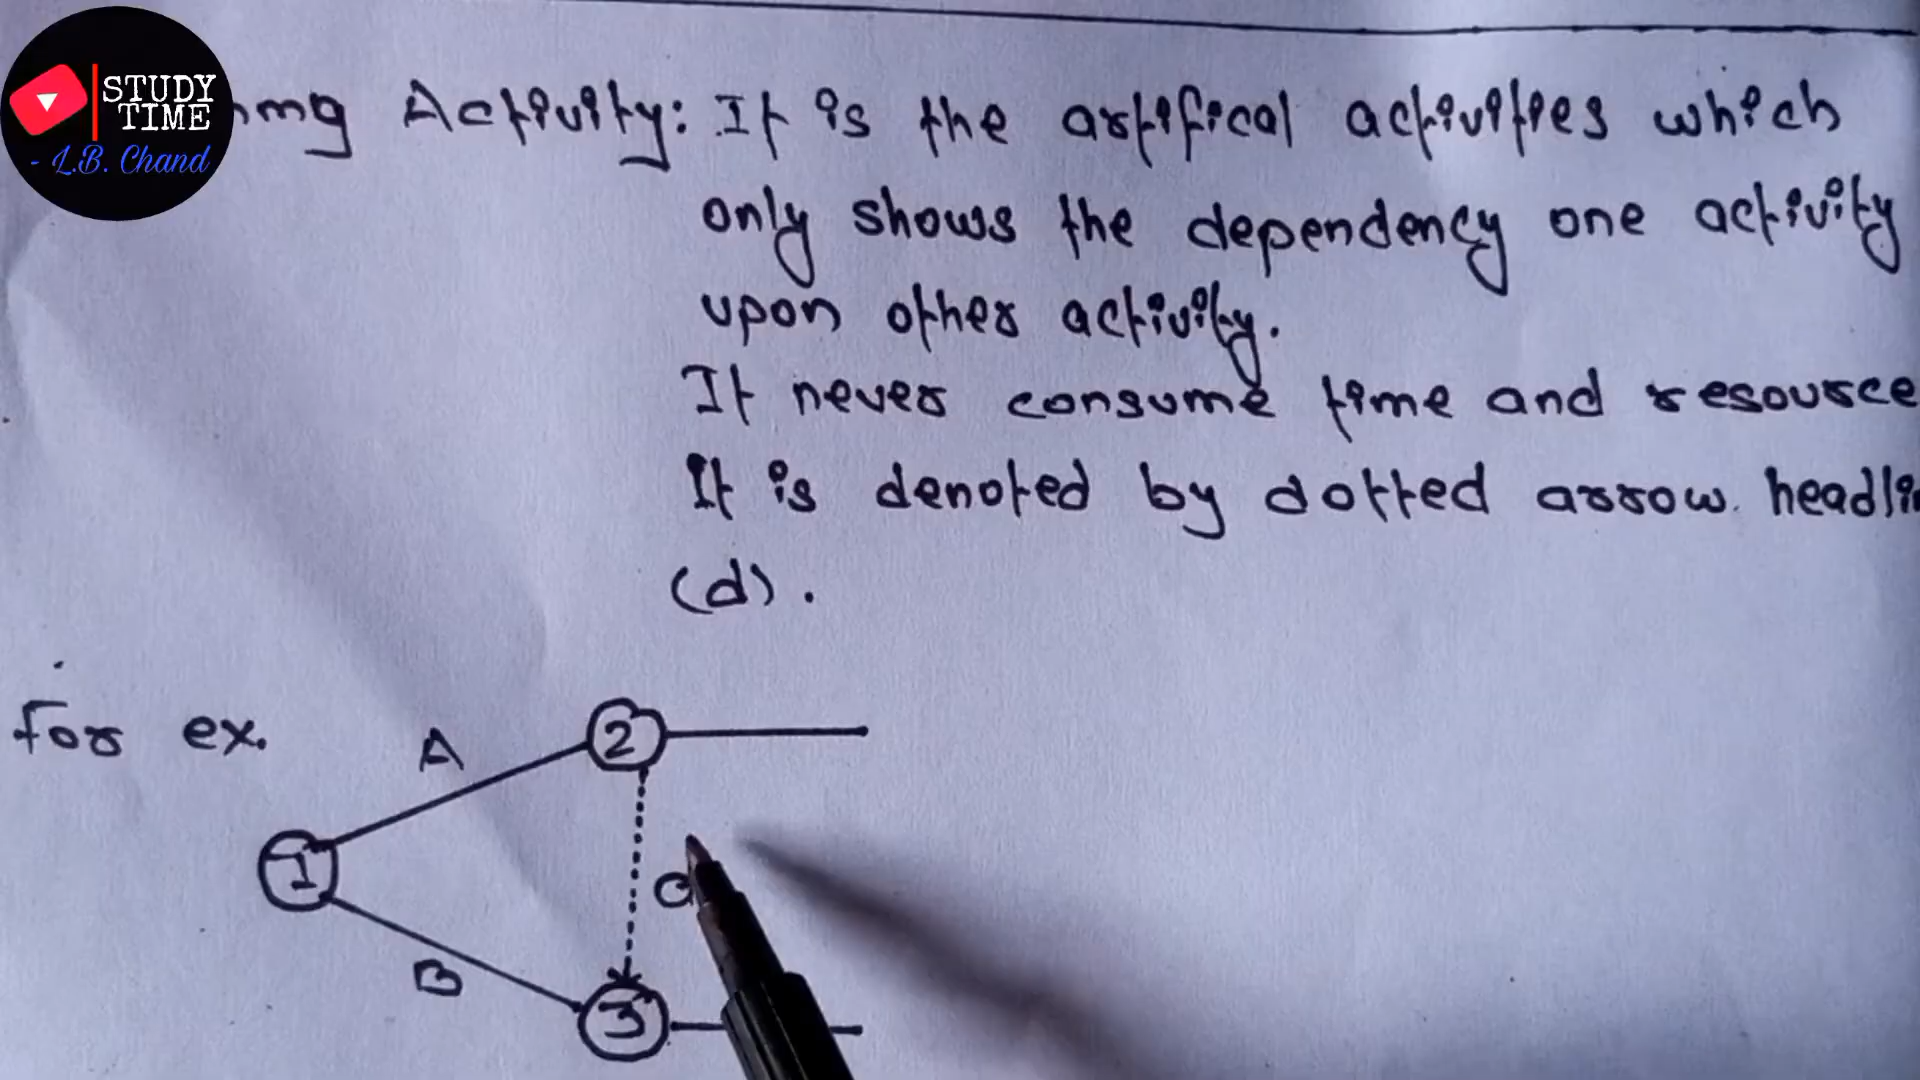 STUDY
TIME
- L.B. Chand
Activity: It is the artifical activities which
only shows the dependency one activity
upon other activity.
It never consume time and resource
It is denoted by dotted arrow. headli
(d).
For ex.
A
2
1
B
3